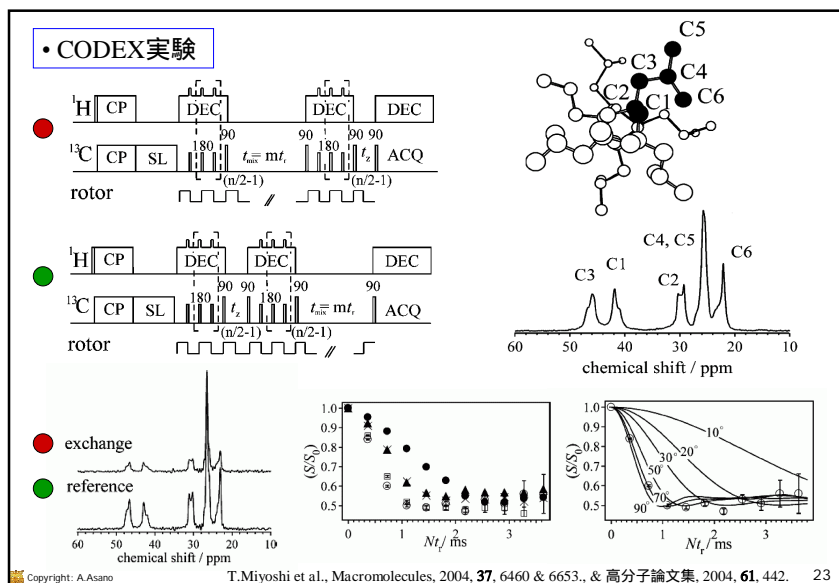 • CODEX実験
¹H CP DEC DEC DEC
90 90 90
¹³C CP SL 180 t_mix = mt_r 180 t_z ACQ
(n/2-1) (n/2-1)
rotor //
¹H CP DEC DEC DEC
90 90 90 90
¹³C CP SL 180 t_z 180 t_mix = mt_r ACQ
(n/2-1) (n/2-1)
rotor //
C5
C3
C4
C2
C1
C6
C4, C5
C3 C1 C2 C6
60 50 40 30 20 10
chemical shift / ppm
exchange
reference
60 50 40 30 20 10
chemical shift / ppm
(S/S₀)
1.0
0.9
0.8
0.7
0.6
0.5
0 1 2 3
Nt_r / ms
(S/S₀)
1.0
0.9
0.8
0.7
0.6
0.5
10°
20°
30°
50°
70°
90°
0 1 2 3
Nt_r / ms
Copyright: A.Asano
T.Miyoshi et al., Macromolecules, 2004, 37, 6460 & 6653., & 高分子論文集, 2004, 61, 442.
23